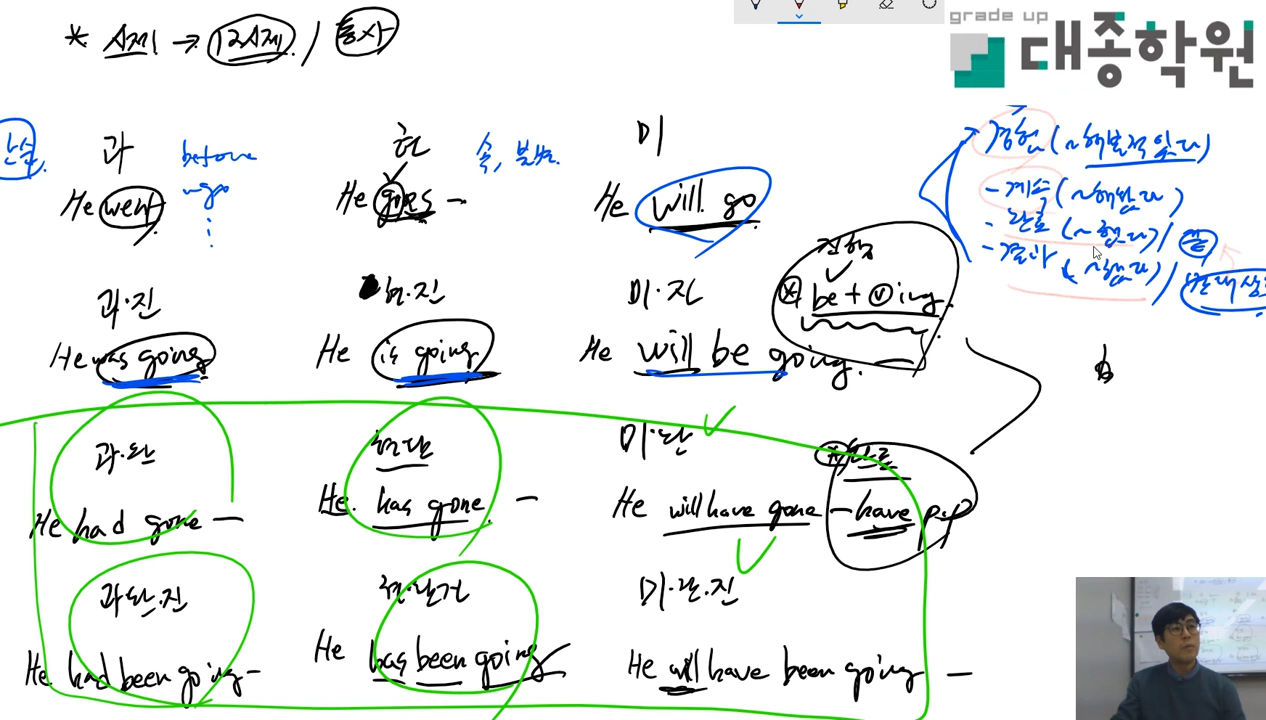 * 시제 → 12시제 / 동사
grade up
대종학원
과
현
미
before
ago
⋮
속, 불변.
He went
He goes –
He will go
경험 (~해본적 있다)
- 계속 (~해왔다)
- 완료 (~했다) /
- 결과 (~했다) /
진행
be + ⓥing.
과·진
현·진
미·진
He was going
He is going
He will be going.
과·완
현완
미·완
완료
He had gone –
He has gone –
He will have gone
- have p.p
과완.진
현.완.진
미.완.진
He had been going –
He has been going
He will have been going –